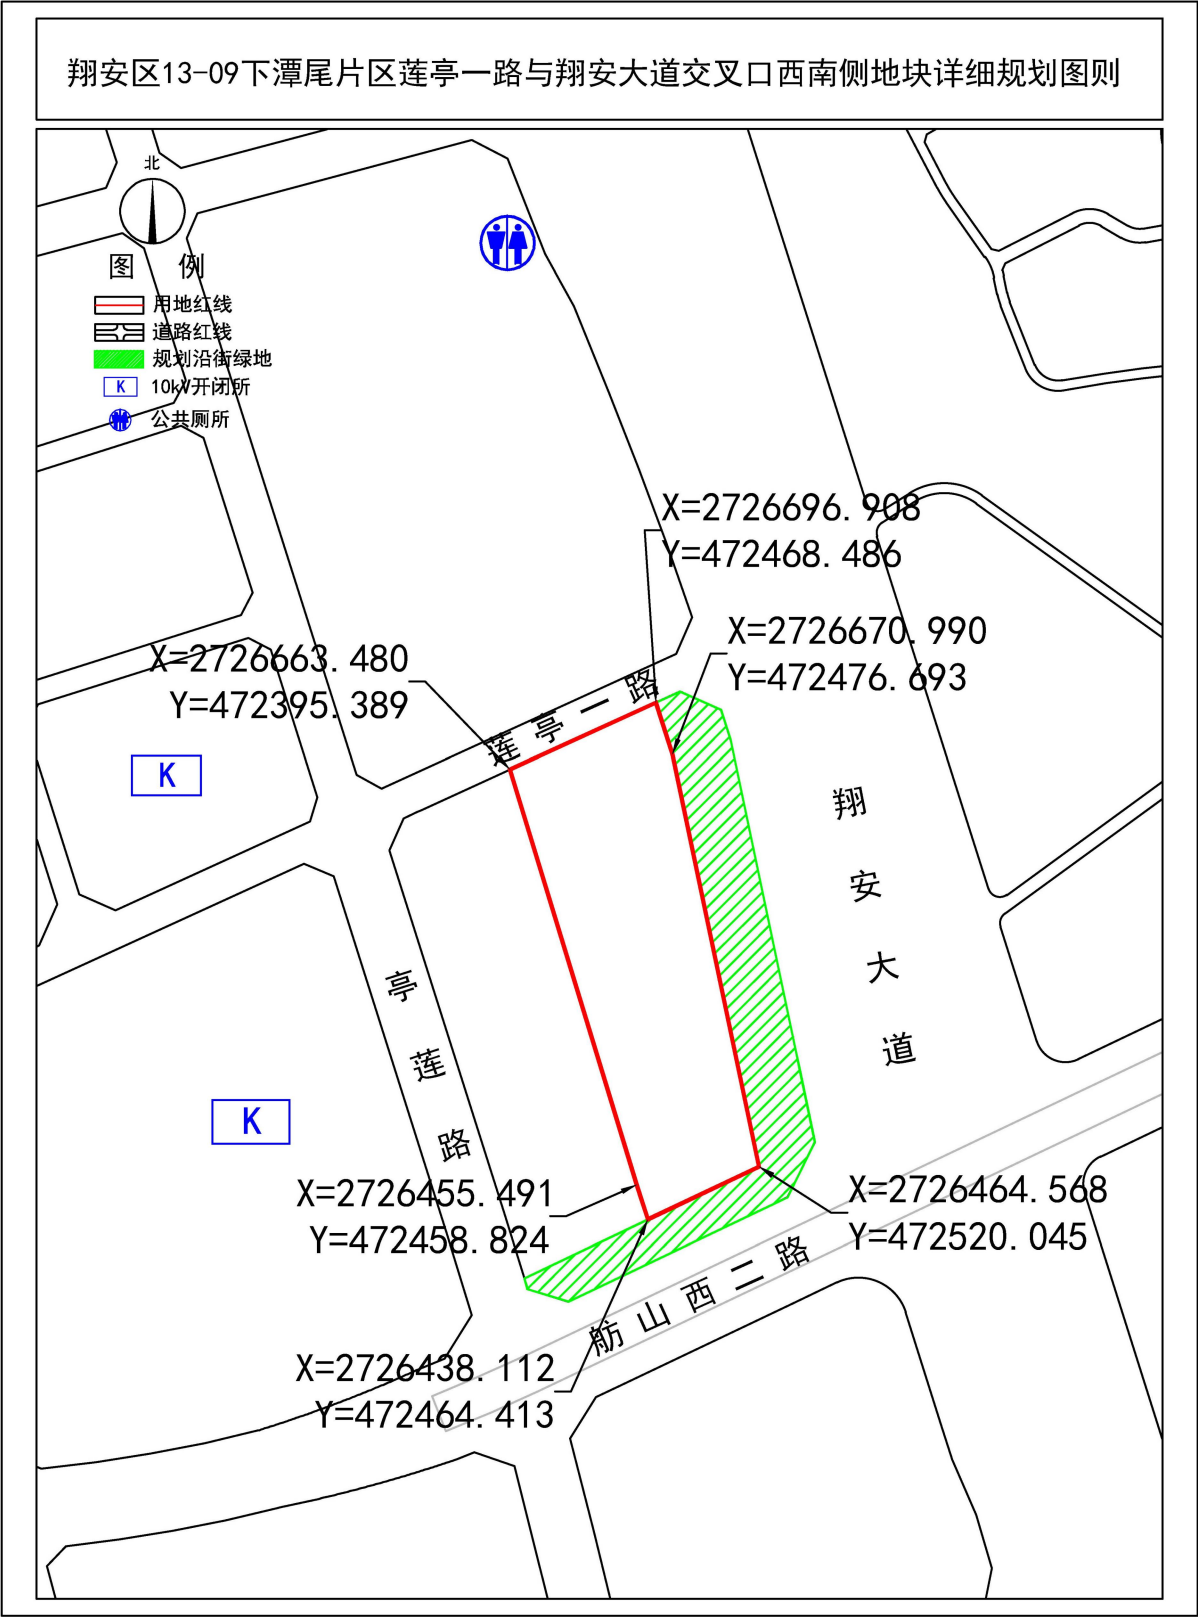 翔安区13-09下潭尾片区莲亭一路与翔安大道交叉口西南侧地块详细规划图则
北
图 例
用地红线
道路红线
规划沿街绿地
K 10kV开闭所
公共厕所
X=2726696.908
Y=472468.486
X=2726670.990
Y=472476.693
X=2726663.480
Y=472395.389
莲亭一路
K
翔安大道
亭莲路
K
X=2726455.491
Y=472458.824
X=2726464.568
Y=472520.045
舫山西二路
X=2726438.112
Y=472464.413